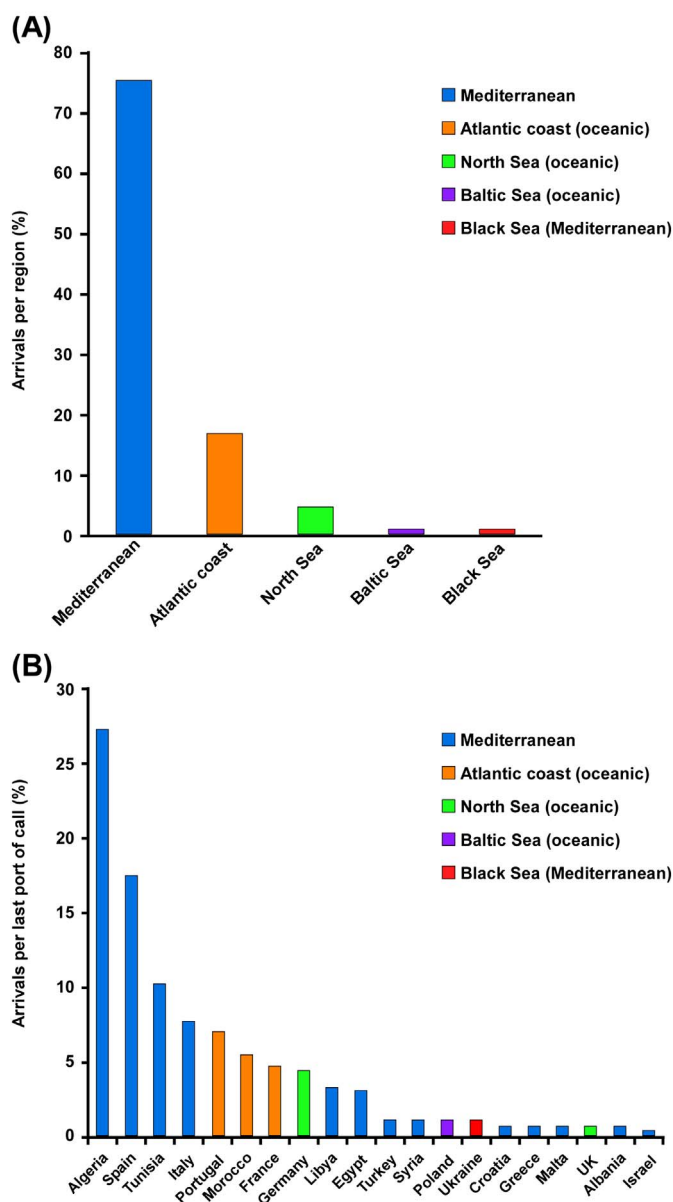 (A)
Arrivals per region (%)
80
70
60
50
40
30
20
10
0
Mediterranean
Atlantic coast (oceanic)
North Sea (oceanic)
Baltic Sea (oceanic)
Black Sea (Mediterranean)
Mediterranean
Atlantic coast
North Sea
Baltic Sea
Black Sea
(B)
Arrivals per last port of call (%)
30
25
20
15
10
5
0
Mediterranean
Atlantic coast (oceanic)
North Sea (oceanic)
Baltic Sea (oceanic)
Black Sea (Mediterranean)
Algeria
Spain
Tunisia
Italy
Portugal
Morocco
France
Germany
Libya
Egypt
Turkey
Syria
Poland
Ukraine
Croatia
Greece
Malta
UK
Albania
Israel